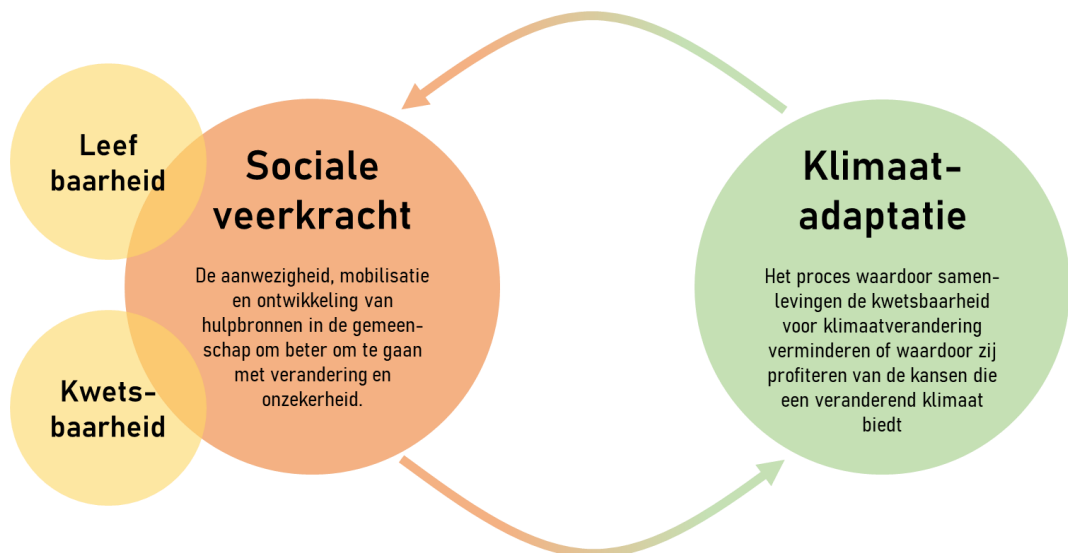 Leef
baarheid
Kwets-
baarheid
Sociale
veerkracht
De aanwezigheid, mobilisatie
en ontwikkeling van
hulpbronnen in de gemeen-
schap om beter om te gaan
met verandering en
onzekerheid.
Klimaat-
adaptatie
Het proces waardoor samen-
levingen de kwetsbaarheid
voor klimaatverandering
verminderen of waardoor zij
profiteren van de kansen die
een veranderend klimaat
biedt